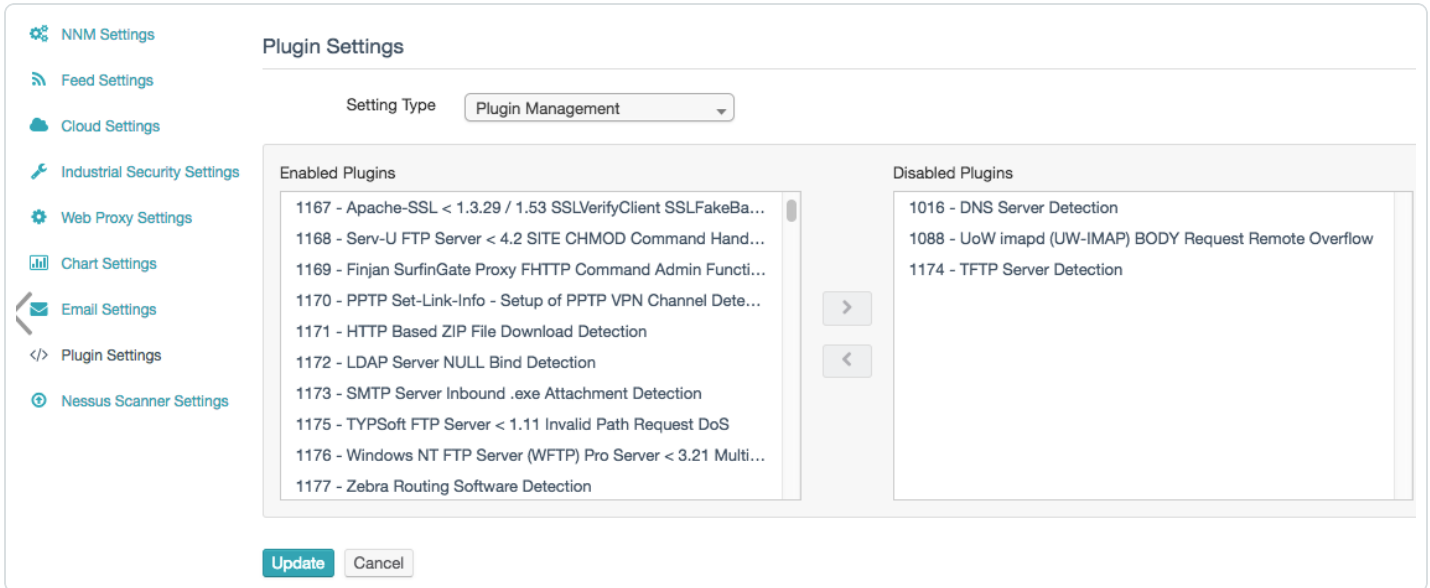 NNM Settings
Feed Settings
Cloud Settings
Industrial Security Settings
Web Proxy Settings
Chart Settings
Email Settings
Plugin Settings
Nessus Scanner Settings
Plugin Settings
Setting Type
Plugin Management
Enabled Plugins
1167 - Apache-SSL < 1.3.29 / 1.53 SSLVerifyClient SSLFakeBa...
1168 - Serv-U FTP Server < 4.2 SITE CHMOD Command Hand...
1169 - Finjan SurfinGate Proxy FHTTP Command Admin Functi...
1170 - PPTP Set-Link-Info - Setup of PPTP VPN Channel Dete...
1171 - HTTP Based ZIP File Download Detection
1172 - LDAP Server NULL Bind Detection
1173 - SMTP Server Inbound .exe Attachment Detection
1175 - TYPSoft FTP Server < 1.11 Invalid Path Request DoS
1176 - Windows NT FTP Server (WFTP) Pro Server < 3.21 Multi...
1177 - Zebra Routing Software Detection
Disabled Plugins
1016 - DNS Server Detection
1088 - UoW imapd (UW-IMAP) BODY Request Remote Overflow
1174 - TFTP Server Detection
Update
Cancel